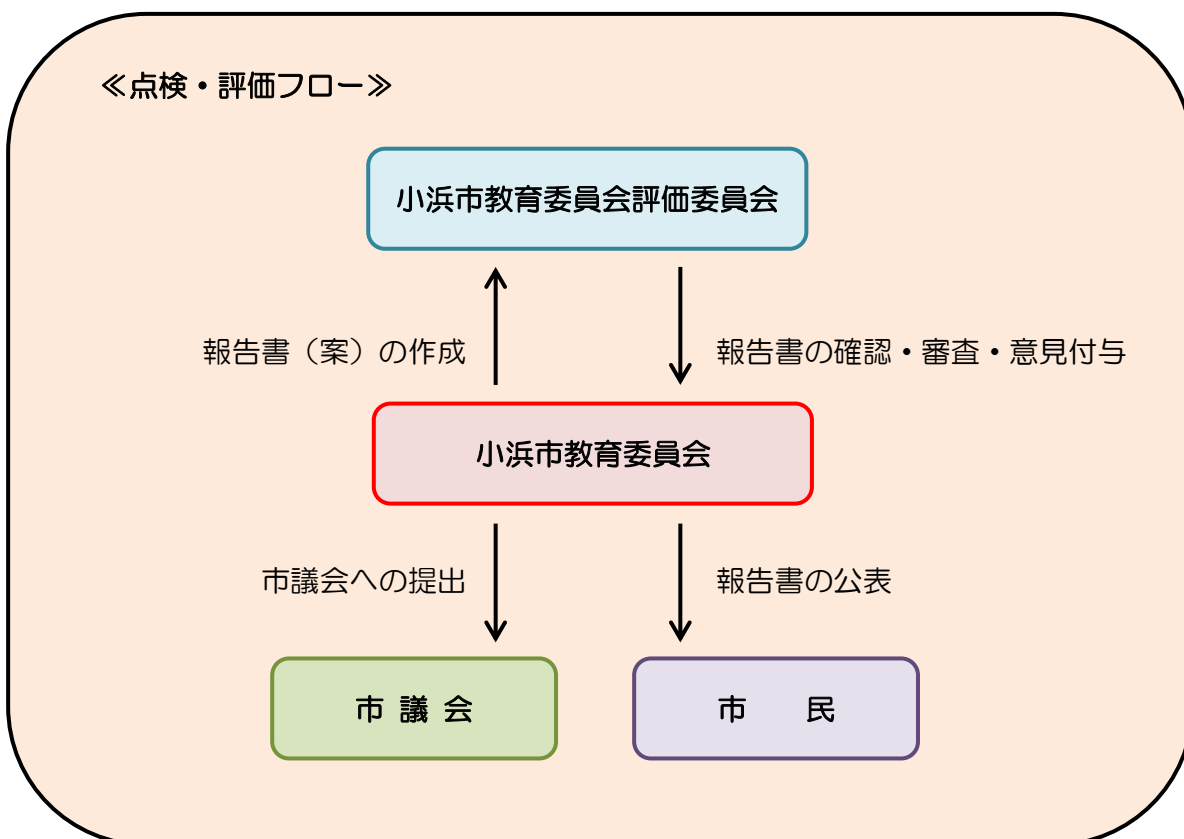 ≪点検・評価フロー≫
小浜市教育委員会評価委員会
報告書（案）の作成
報告書の確認・審査・意見付与
小浜市教育委員会
市議会への提出
報告書の公表
市 議 会
市　　民